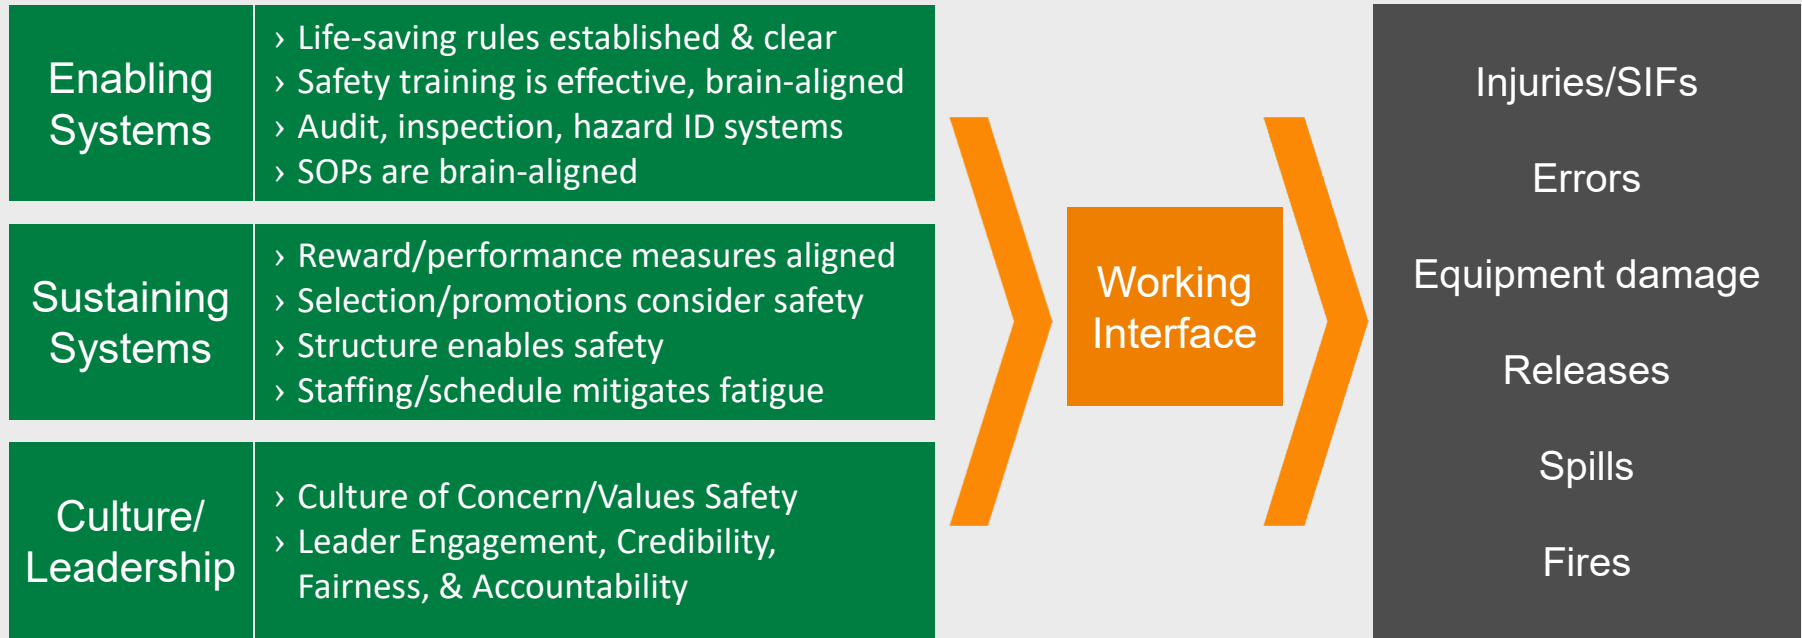 Enabling
Systems
› Life-saving rules established & clear
› Safety training is effective, brain-aligned
› Audit, inspection, hazard ID systems
› SOPs are brain-aligned
Sustaining
Systems
› Reward/performance measures aligned
› Selection/promotions consider safety
› Structure enables safety
› Staffing/schedule mitigates fatigue
Culture/
Leadership
› Culture of Concern/Values Safety
› Leader Engagement, Credibility,
Fairness, & Accountability
Working
Interface
Injuries/SIFs
Errors
Equipment damage
Releases
Spills
Fires